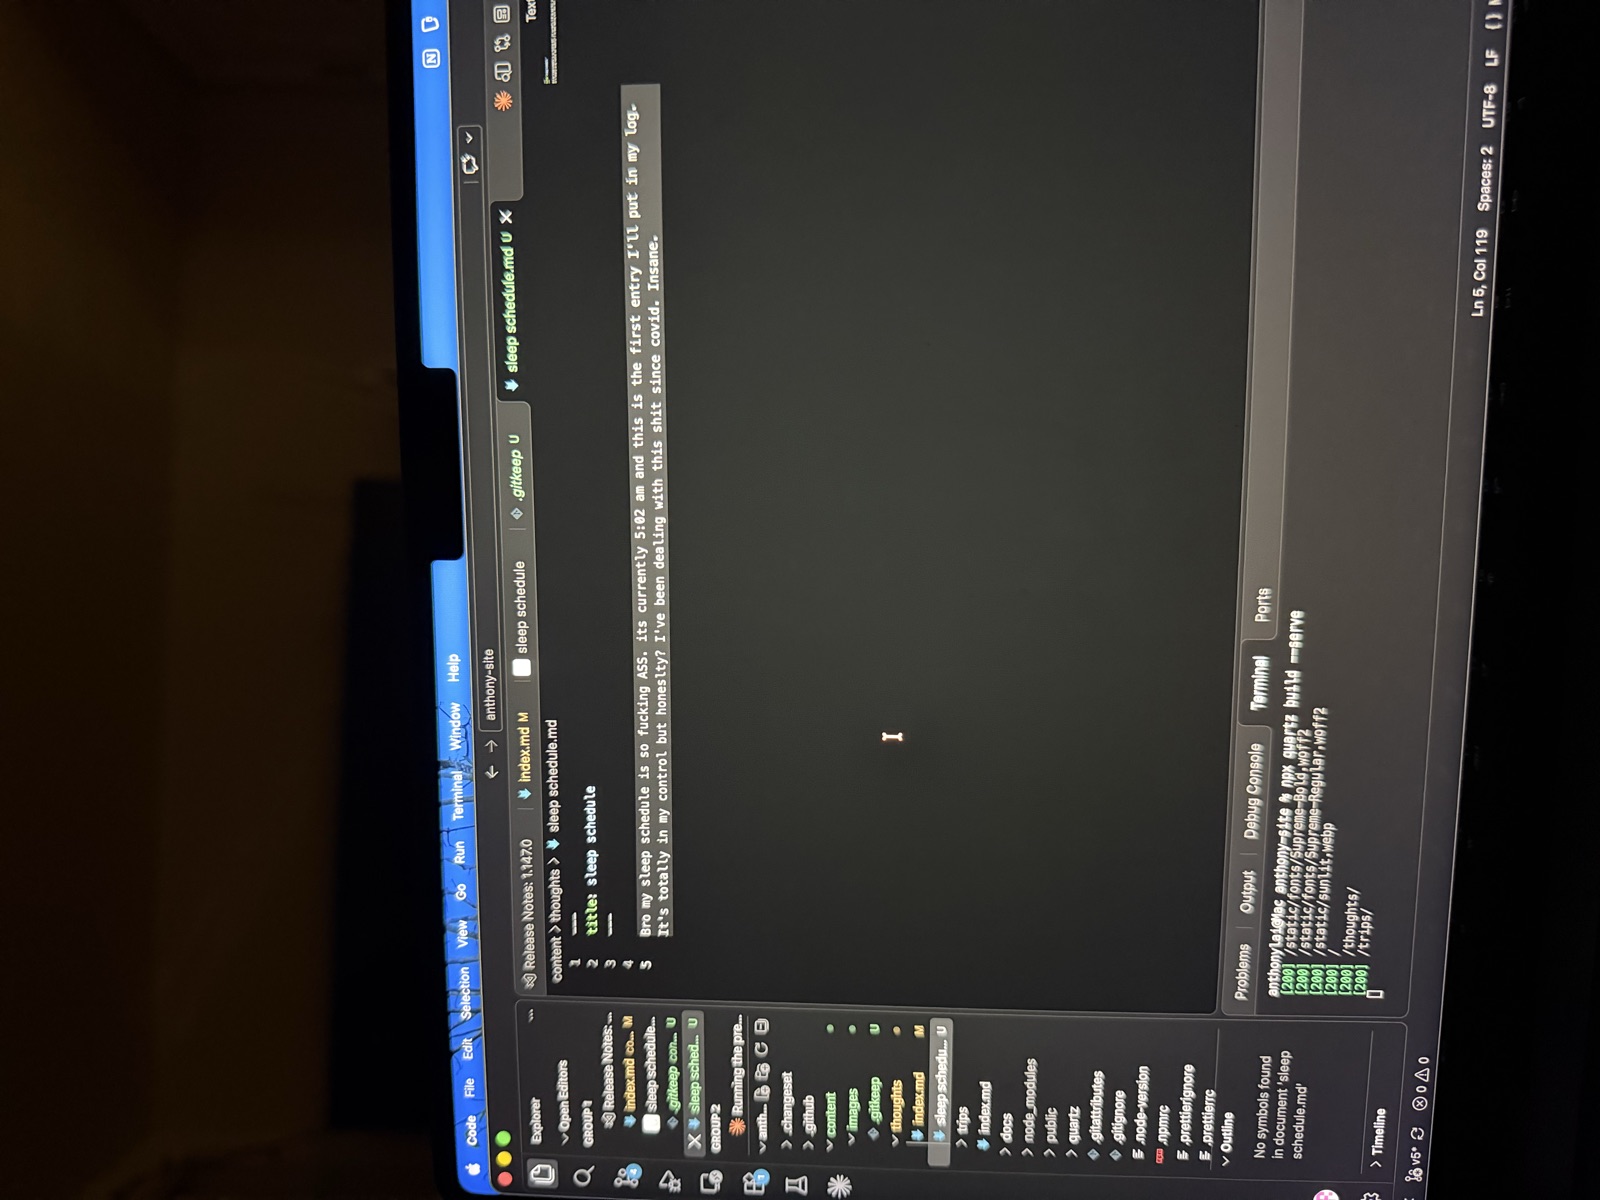 Code File Edit Selection View Go Run Terminal Window Help
anthony-site
Explorer
Open Editors
GROUP 1
Release Notes: ...
index.md co... M
sleep schedule...
.gitkeep con... U
sleep sched... U
GROUP 2
Running the pre...
anth...
.changeset
.github
content
images
.gitkeep U
thoughts
index.md M
sleep schedu... U
trips
index.md
docs
node_modules
public
quartz
.gitattributes
.gitignore
.node-version
.npmrc
.prettierignore
.prettierrc
Outline
No symbols found
in document 'sleep
schedule.md'
Timeline
Release Notes: 1.147.0 index.md M sleep schedule .gitkeep U sleep schedule.md U
content > thoughts > sleep schedule.md
1 ---
2 title: sleep schedule
3 ---
4
5 Bro my sleep schedule is so fucking ASS. its currently 5:02 am and this is the first entry I'll put in my log.
It's totally in my control but honeslty? I've been dealing with this shit since covid. Insane.
Problems Output Debug Console Terminal Ports
anthonylai@Mac anthony-site % npx quartz build --serve
[200] /static/fonts/Supreme-Bold.woff2
[200] /static/fonts/Supreme-Regular.woff2
[200] /static/sunlit.webp
[200] /
[200] /thoughts/
[200] /trips/
v5* 0 0
Ln 5, Col 119 Spaces: 2 UTF-8 LF {}